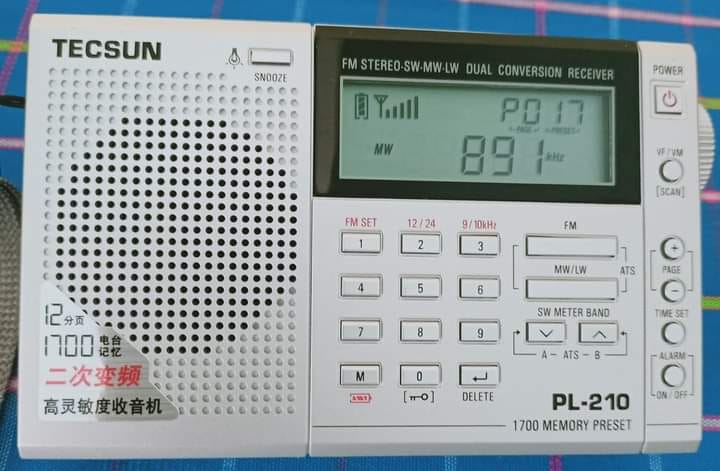 TECSUN
SNOOZE
12分页
1700电台记忆
二次变频
高灵敏度收音机
FM STEREO·SW·MW·LW DUAL CONVERSION RECEIVER
P017
PAGE PRESET
MW 891 kHz
FM SET 12/24 9/10kHz
1 2 3
4 5 6
7 8 9
M 0
[ ] DELETE
FM
MW/LW ATS
SW METER BAND
A - ATS - B
PL-210
1700 MEMORY PRESET
POWER
VF/VM
[SCAN]
+
PAGE
−
TIME SET
ALARM
ON/OFF